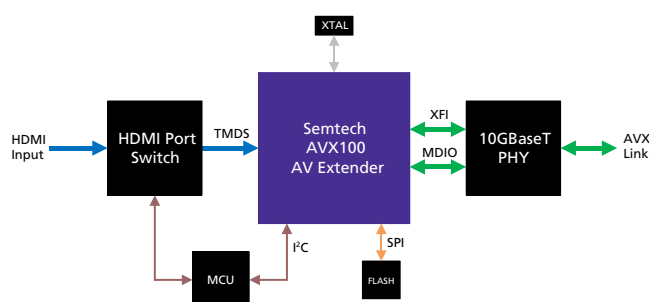 XTAL
HDMI
Input
HDMI Port
Switch
TMDS
Semtech
AVX100
AV Extender
XFI
MDIO
10GBaseT
PHY
AVX
Link
I²C
SPI
MCU
FLASH